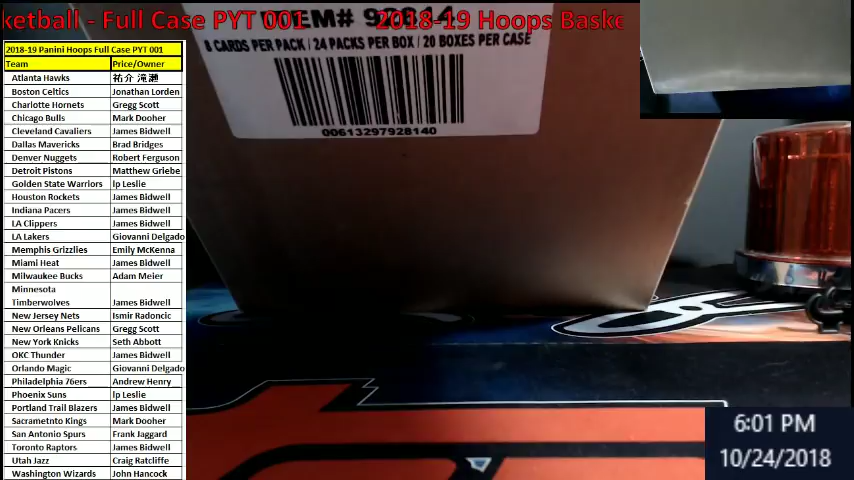 ketball - Full Case PYT 001 2018-19 Hoops Baske
ITEM# 92814
8 CARDS PER PACK / 24 PACKS PER BOX / 20 BOXES PER CASE
00613297928140
2018-19 Panini Hoops Full Case PYT 001
Team Price/Owner
Atlanta Hawks 祐介 滝瀬
Boston Celtics Jonathan Lorden
Charlotte Hornets Gregg Scott
Chicago Bulls Mark Dooher
Cleveland Cavaliers James Bidwell
Dallas Mavericks Brad Bridges
Denver Nuggets Robert Ferguson
Detroit Pistons Matthew Griebe
Golden State Warriors lp Leslie
Houston Rockets James Bidwell
Indiana Pacers James Bidwell
LA Clippers James Bidwell
LA Lakers Giovanni Delgado
Memphis Grizzlies Emily McKenna
Miami Heat James Bidwell
Milwaukee Bucks Adam Meier
Minnesota
Timberwolves James Bidwell
New Jersey Nets Ismir Radoncic
New Orleans Pelicans Gregg Scott
New York Knicks Seth Abbott
OKC Thunder James Bidwell
Orlando Magic Giovanni Delgado
Philadelphia 76ers Andrew Henry
Phoenix Suns lp Leslie
Portland Trail Blazers James Bidwell
Sacrametnto Kings Mark Dooher
San Antonio Spurs Frank Jaggard
Toronto Raptors James Bidwell
Utah Jazz Craig Ratcliffe
Washington Wizards John Hancock
6:01 PM
10/24/2018